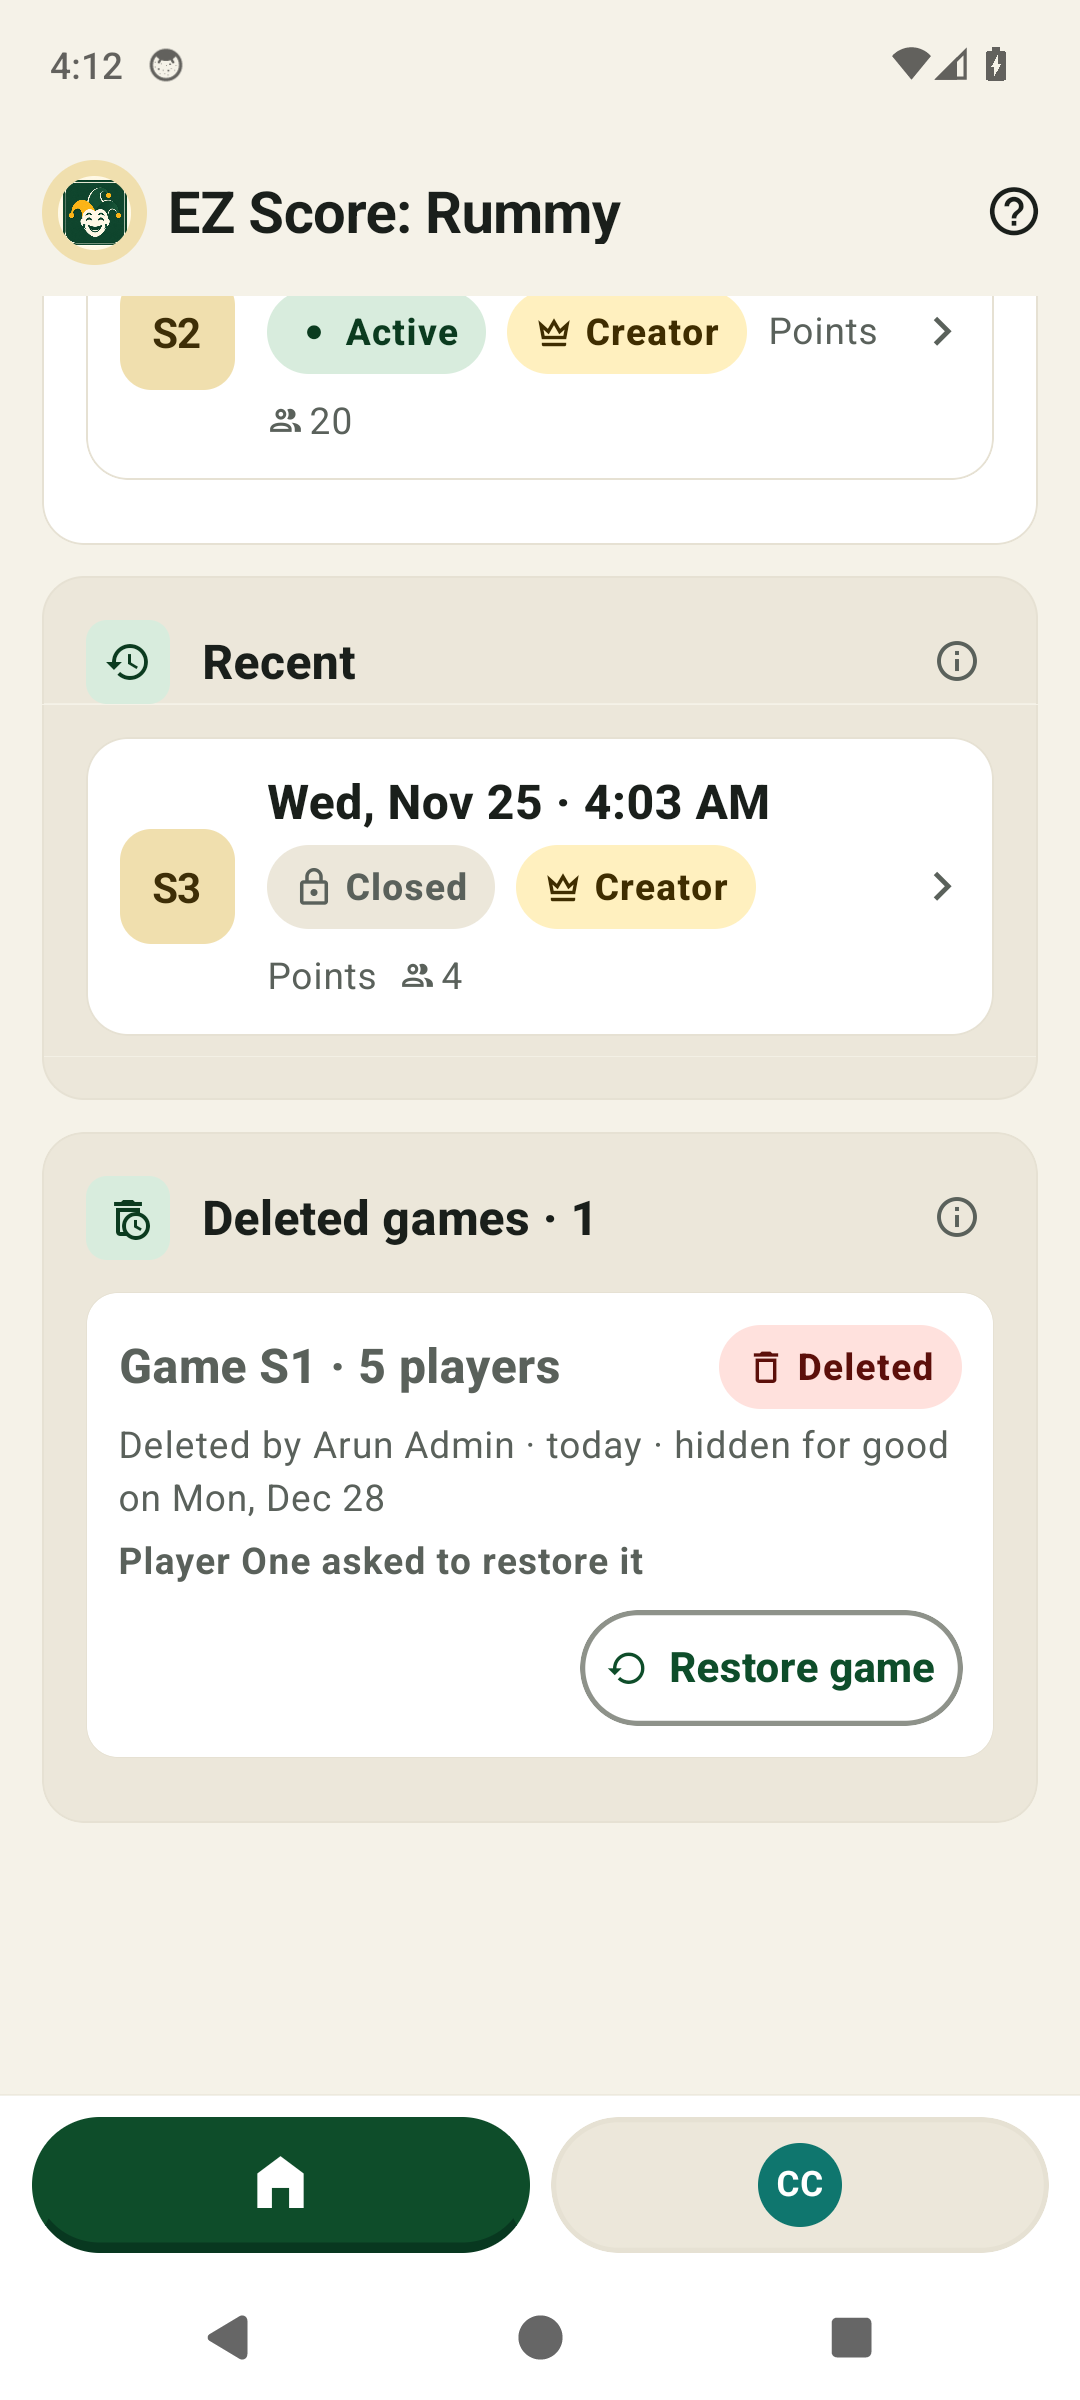 4:12
EZ Score: Rummy
S2
Active
Creator
Points
20
Recent
Wed, Nov 25 · 4:03 AM
S3
Closed
Creator
Points
4
Deleted games · 1
Game S1 · 5 players
Deleted
Deleted by Arun Admin · today · hidden for good
on Mon, Dec 28
Player One asked to restore it
Restore game
CC